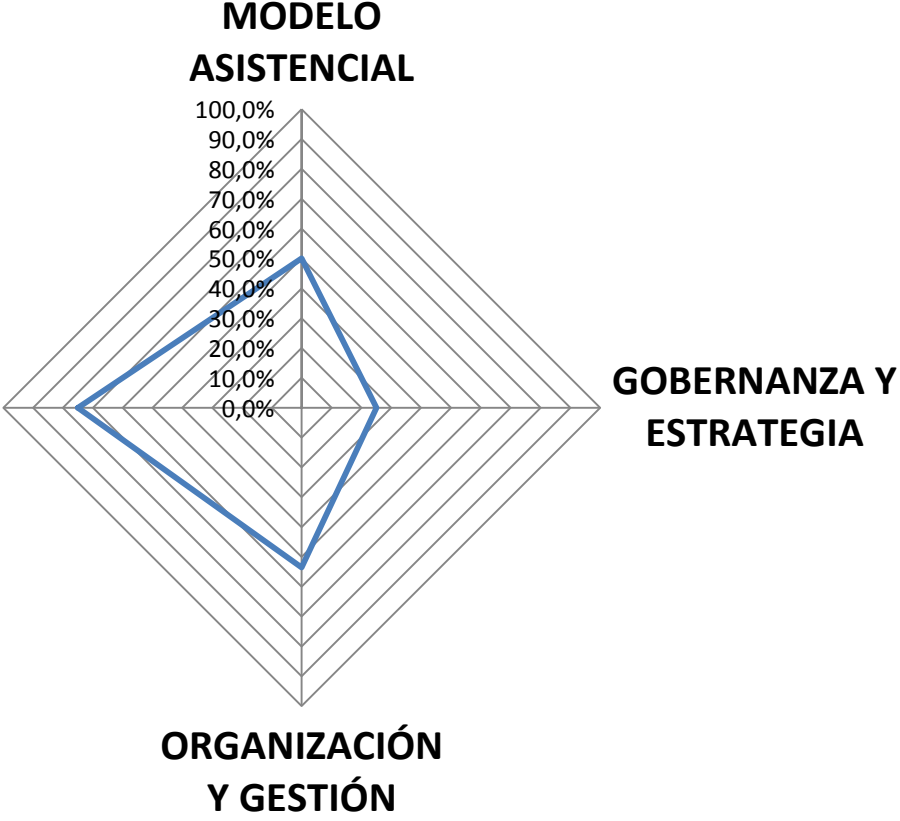 MODELO
ASISTENCIAL
100,0%
90,0%
80,0%
70,0%
60,0%
50,0%
40,0%
30,0%
20,0%
10,0%
0,0%
GOBERNANZA Y
ESTRATEGIA
ORGANIZACIÓN
Y GESTIÓN